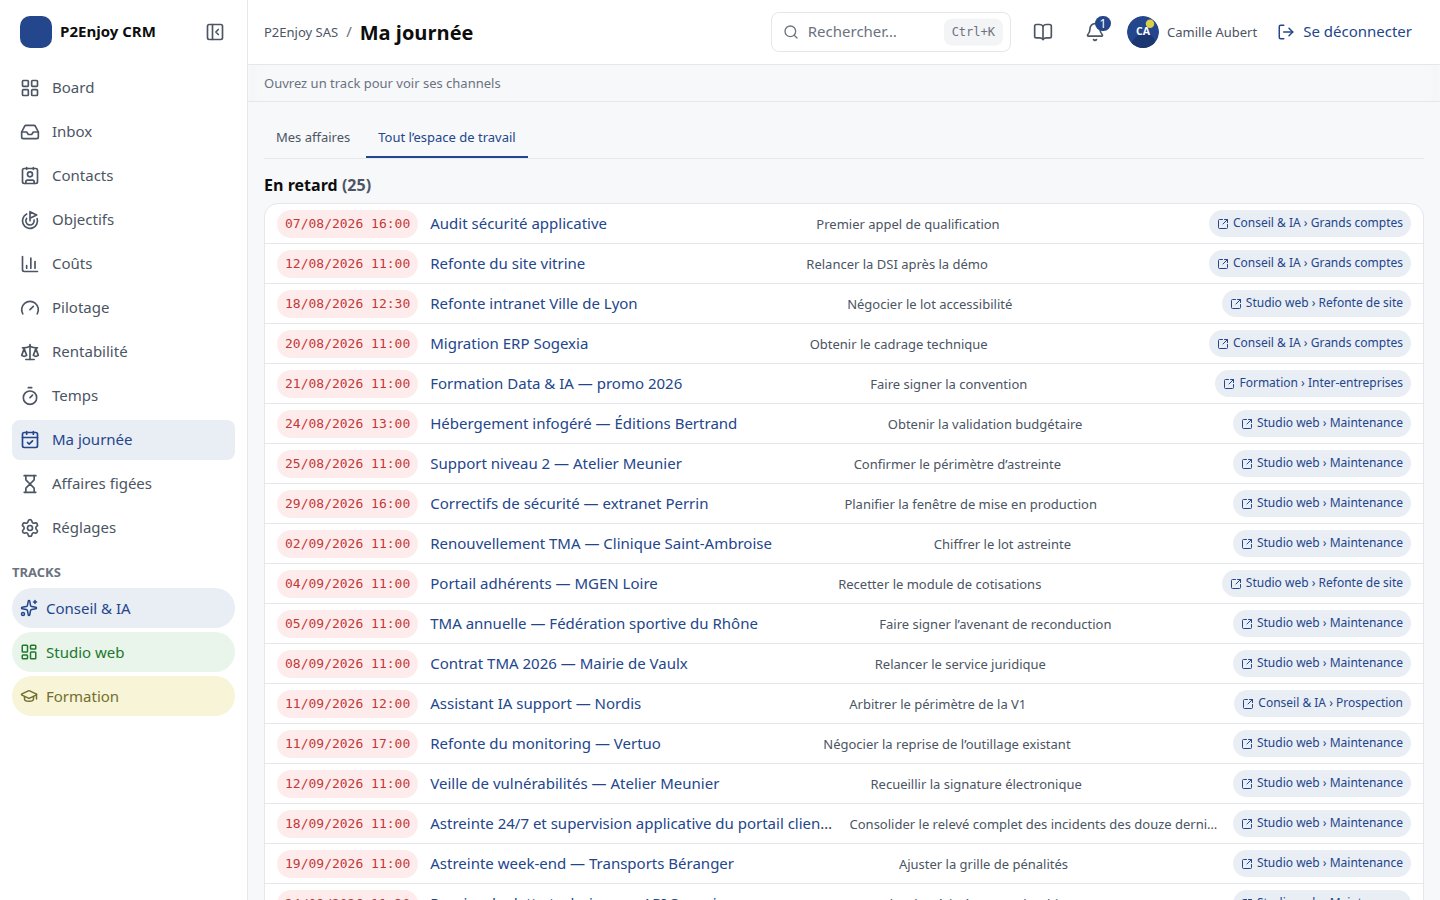 P2Enjoy CRM
P2Enjoy SAS / Ma journée
Rechercher... Ctrl+K
1
CA
Camille Aubert
Se déconnecter
Ouvrez un track pour voir ses channels
Board
Inbox
Contacts
Objectifs
Coûts
Pilotage
Rentabilité
Temps
Ma journée
Affaires figées
Réglages
TRACKS
Conseil & IA
Studio web
Formation
Mes affaires
Tout l'espace de travail
En retard (25)
07/08/2026 16:00 Audit sécurité applicative Premier appel de qualification Conseil & IA › Grands comptes
12/08/2026 11:00 Refonte du site vitrine Relancer la DSI après la démo Conseil & IA › Grands comptes
18/08/2026 12:30 Refonte intranet Ville de Lyon Négocier le lot accessibilité Studio web › Refonte de site
20/08/2026 11:00 Migration ERP Sogexia Obtenir le cadrage technique Conseil & IA › Grands comptes
21/08/2026 11:00 Formation Data & IA — promo 2026 Faire signer la convention Formation › Inter-entreprises
24/08/2026 13:00 Hébergement infogéré — Éditions Bertrand Obtenir la validation budgétaire Studio web › Maintenance
25/08/2026 11:00 Support niveau 2 — Atelier Meunier Confirmer le périmètre d'astreinte Studio web › Maintenance
29/08/2026 16:00 Correctifs de sécurité — extranet Perrin Planifier la fenêtre de mise en production Studio web › Maintenance
02/09/2026 11:00 Renouvellement TMA — Clinique Saint-Ambroise Chiffrer le lot astreinte Studio web › Maintenance
04/09/2026 11:00 Portail adhérents — MGEN Loire Recetter le module de cotisations Studio web › Refonte de site
05/09/2026 11:00 TMA annuelle — Fédération sportive du Rhône Faire signer l'avenant de reconduction Studio web › Maintenance
08/09/2026 11:00 Contrat TMA 2026 — Mairie de Vaulx Relancer le service juridique Studio web › Maintenance
11/09/2026 12:00 Assistant IA support — Nordis Arbitrer le périmètre de la V1 Conseil & IA › Prospection
11/09/2026 17:00 Refonte du monitoring — Vertuo Négocier la reprise de l'outillage existant Studio web › Maintenance
12/09/2026 11:00 Veille de vulnérabilités — Atelier Meunier Recueillir la signature électronique Studio web › Maintenance
18/09/2026 11:00 Astreinte 24/7 et supervision applicative du portail clien... Consolider le relevé complet des incidents des douze derni... Studio web › Maintenance
19/09/2026 11:00 Astreinte week-end — Transports Béranger Ajuster la grille de pénalités Studio web › Maintenance